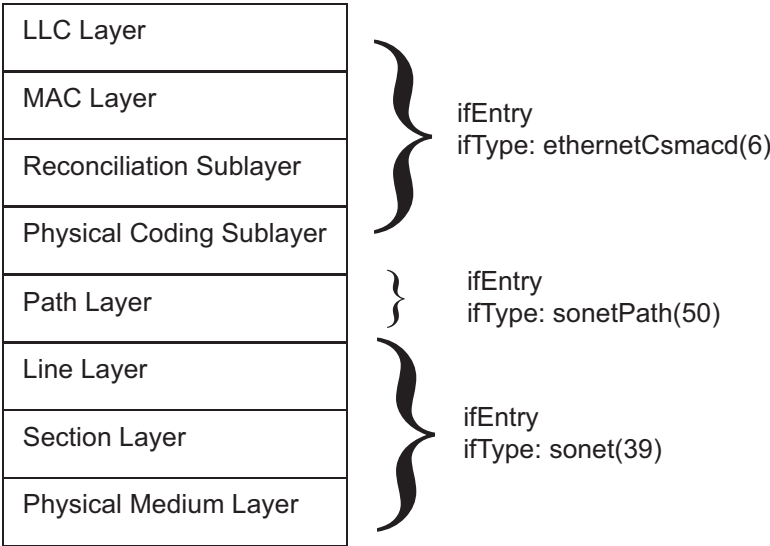 LLC Layer
MAC Layer
Reconciliation Sublayer
Physical Coding Sublayer
Path Layer
Line Layer
Section Layer
Physical Medium Layer
ifEntry
ifType: ethernetCsmacd(6)
ifEntry
ifType: sonetPath(50)
ifEntry
ifType: sonet(39)